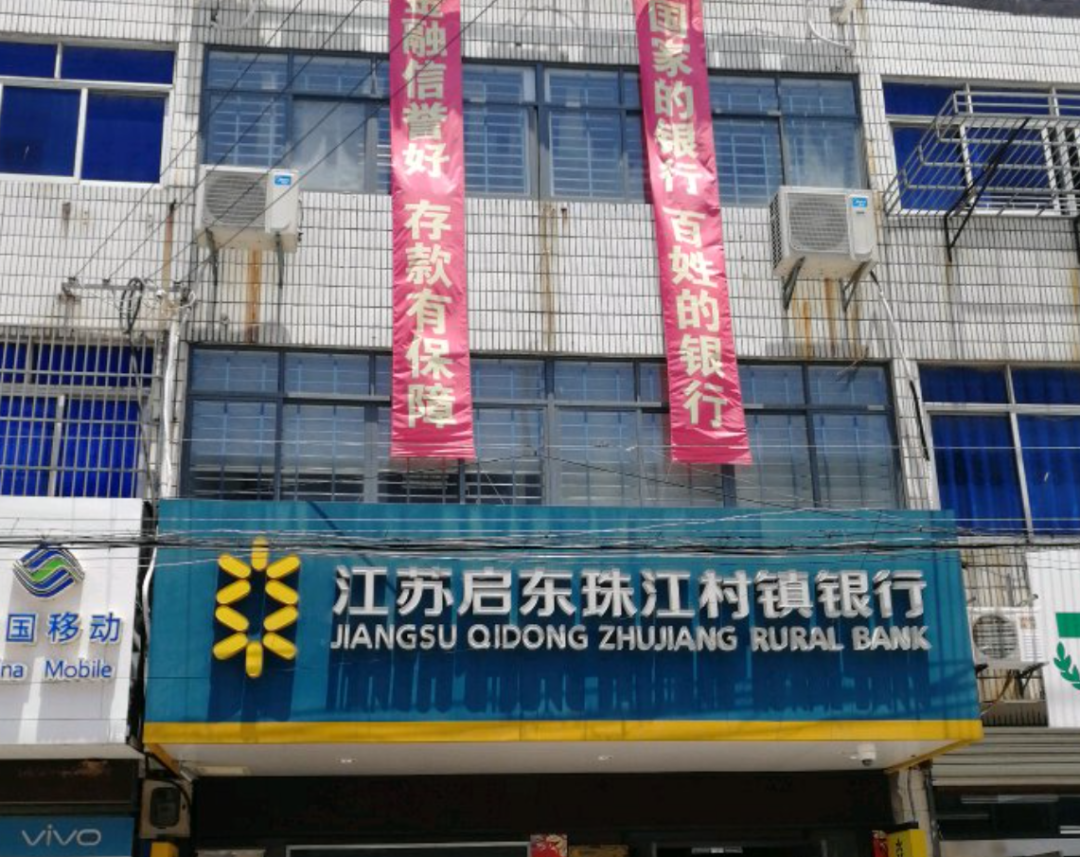 金融信誉好 存款有保障
国家的银行 百姓的银行
江苏启东珠江村镇银行
JIANGSU QIDONG ZHUJIANG RURAL BANK
国移动
na Mobile
vivo